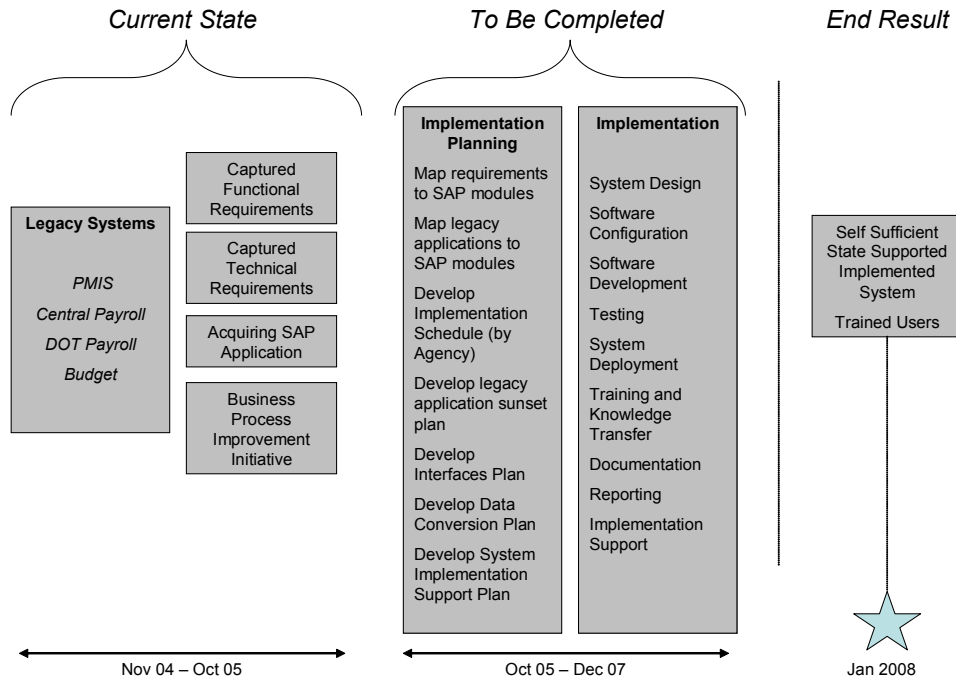 Current State
To Be Completed
End Result
Legacy Systems
PMIS
Central Payroll
DOT Payroll
Budget
Captured
Functional
Requirements
Captured
Technical
Requirements
Acquiring SAP
Application
Business
Process
Improvement
Initiative
Implementation
Planning
Map requirements
to SAP modules
Map legacy
applications to
SAP modules
Develop
Implementation
Schedule (by
Agency)
Develop legacy
application sunset
plan
Develop
Interfaces Plan
Develop Data
Conversion Plan
Develop System
Implementation
Support Plan
Implementation
System Design
Software
Configuration
Software
Development
Testing
System
Deployment
Training and
Knowledge
Transfer
Documentation
Reporting
Implementation
Support
Self Sufficient
State Supported
Implemented
System
Trained Users
Nov 04 – Oct 05
Oct 05 – Dec 07
Jan 2008